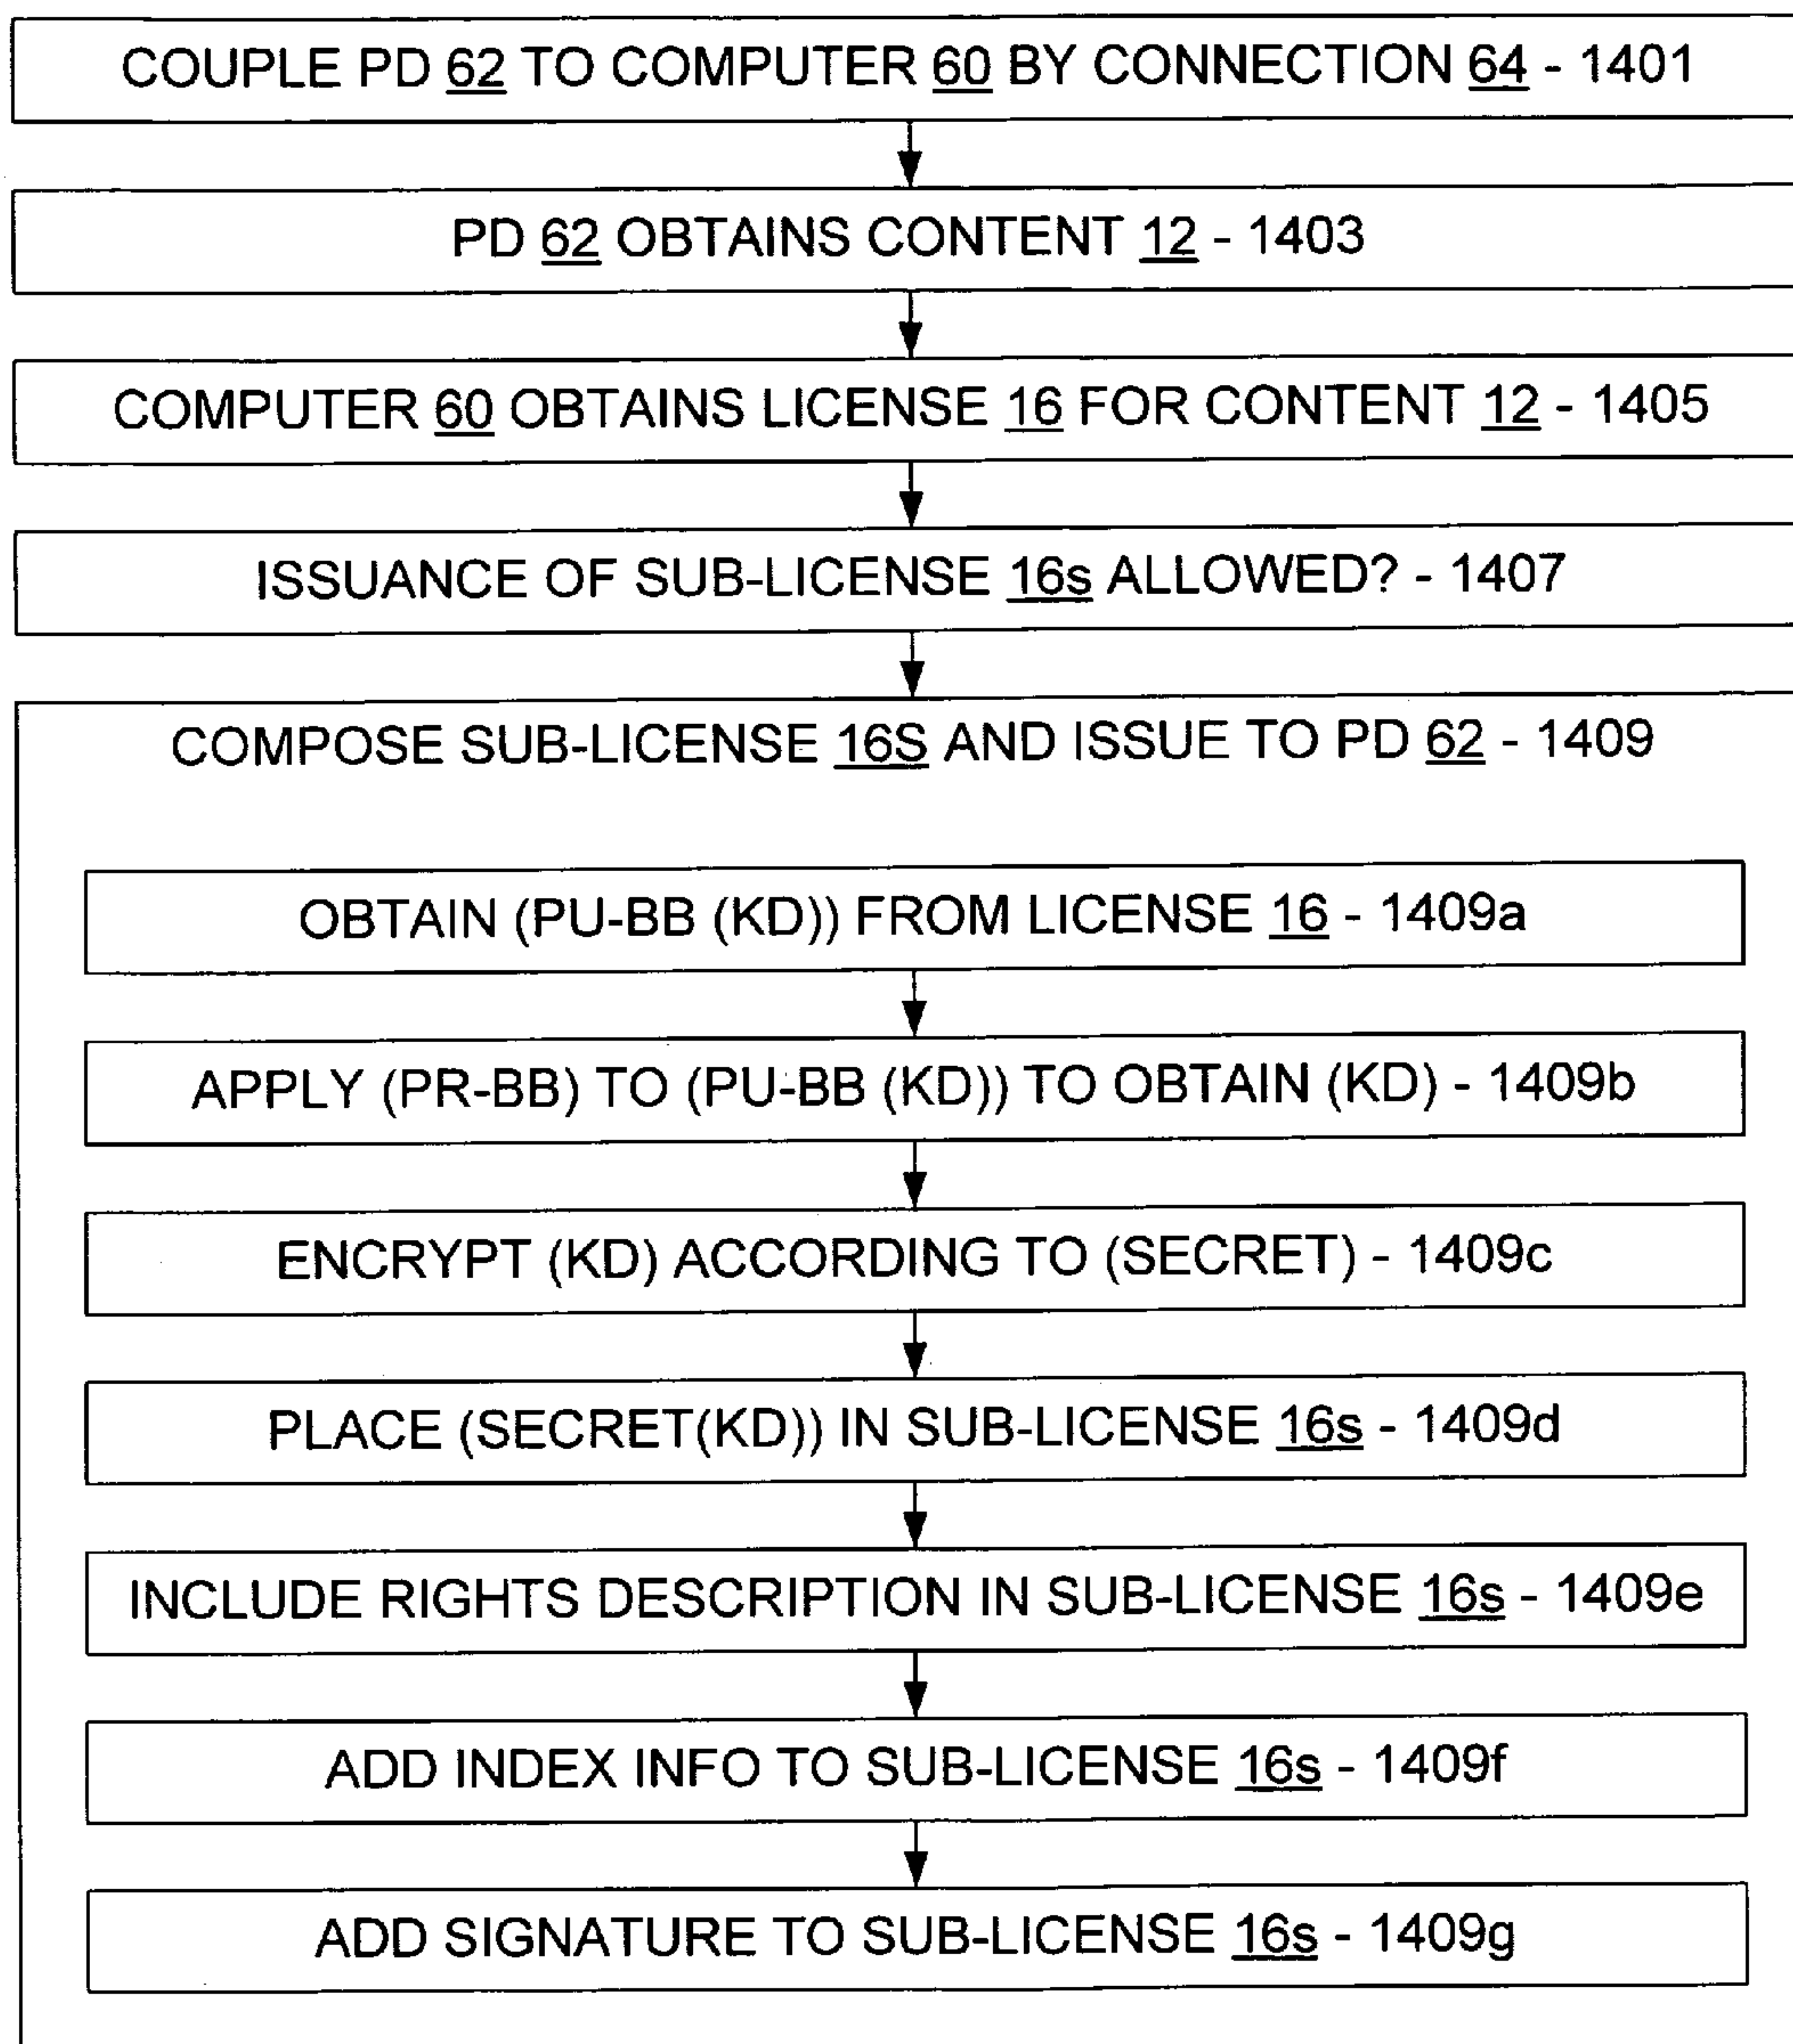 COUPLE PD 62 TO COMPUTER 60 BY CONNECTION 64 - 1401
PD 62 OBTAINS CONTENT 12 - 1403
COMPUTER 60 OBTAINS LICENSE 16 FOR CONTENT 12 - 1405
ISSUANCE OF SUB-LICENSE 16s ALLOWED? - 1407
COMPOSE SUB-LICENSE 16S AND ISSUE TO PD 62 - 1409
OBTAIN (PU-BB (KD)) FROM LICENSE 16 - 1409a
APPLY (PR-BB) TO (PU-BB (KD)) TO OBTAIN (KD) - 1409b
ENCRYPT (KD) ACCORDING TO (SECRET) - 1409c
PLACE (SECRET(KD)) IN SUB-LICENSE 16s - 1409d
INCLUDE RIGHTS DESCRIPTION IN SUB-LICENSE 16s - 1409e
ADD INDEX INFO TO SUB-LICENSE 16s - 1409f
ADD SIGNATURE TO SUB-LICENSE 16s - 1409g